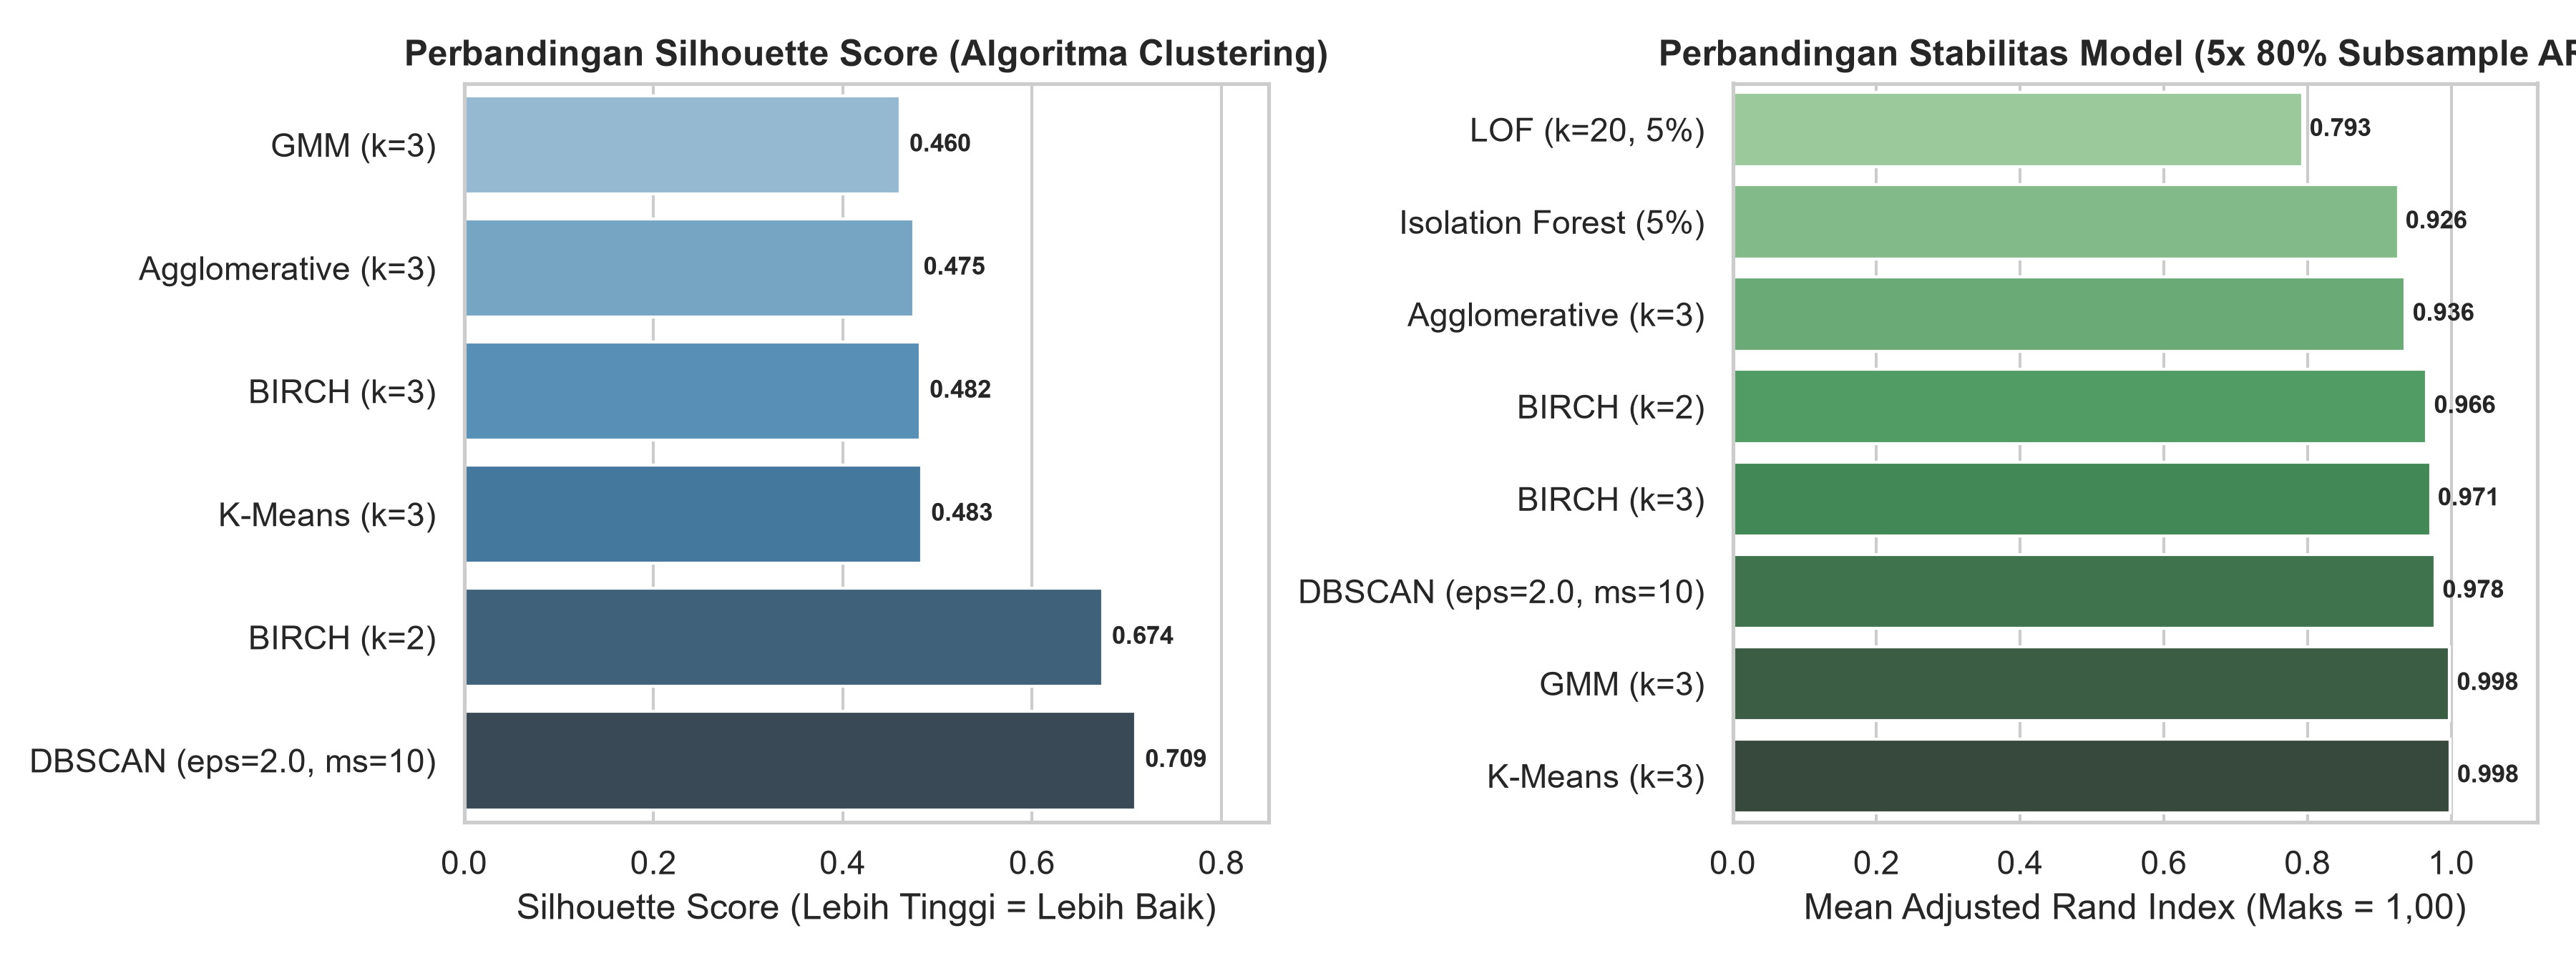 Perbandingan Silhouette Score (Algoritma Clustering)
GMM (k=3)
0.460
Agglomerative (k=3)
0.475
BIRCH (k=3)
0.482
K-Means (k=3)
0.483
BIRCH (k=2)
0.674
DBSCAN (eps=2.0, ms=10)
0.709
0.0 0.2 0.4 0.6 0.8
Silhouette Score (Lebih Tinggi = Lebih Baik)
Perbandingan Stabilitas Model (5x 80% Subsample AR
LOF (k=20, 5%)
0.793
Isolation Forest (5%)
0.926
Agglomerative (k=3)
0.936
BIRCH (k=2)
0.966
BIRCH (k=3)
0.971
DBSCAN (eps=2.0, ms=10)
0.978
GMM (k=3)
0.998
K-Means (k=3)
0.998
0.0 0.2 0.4 0.6 0.8 1.0
Mean Adjusted Rand Index (Maks = 1,00)